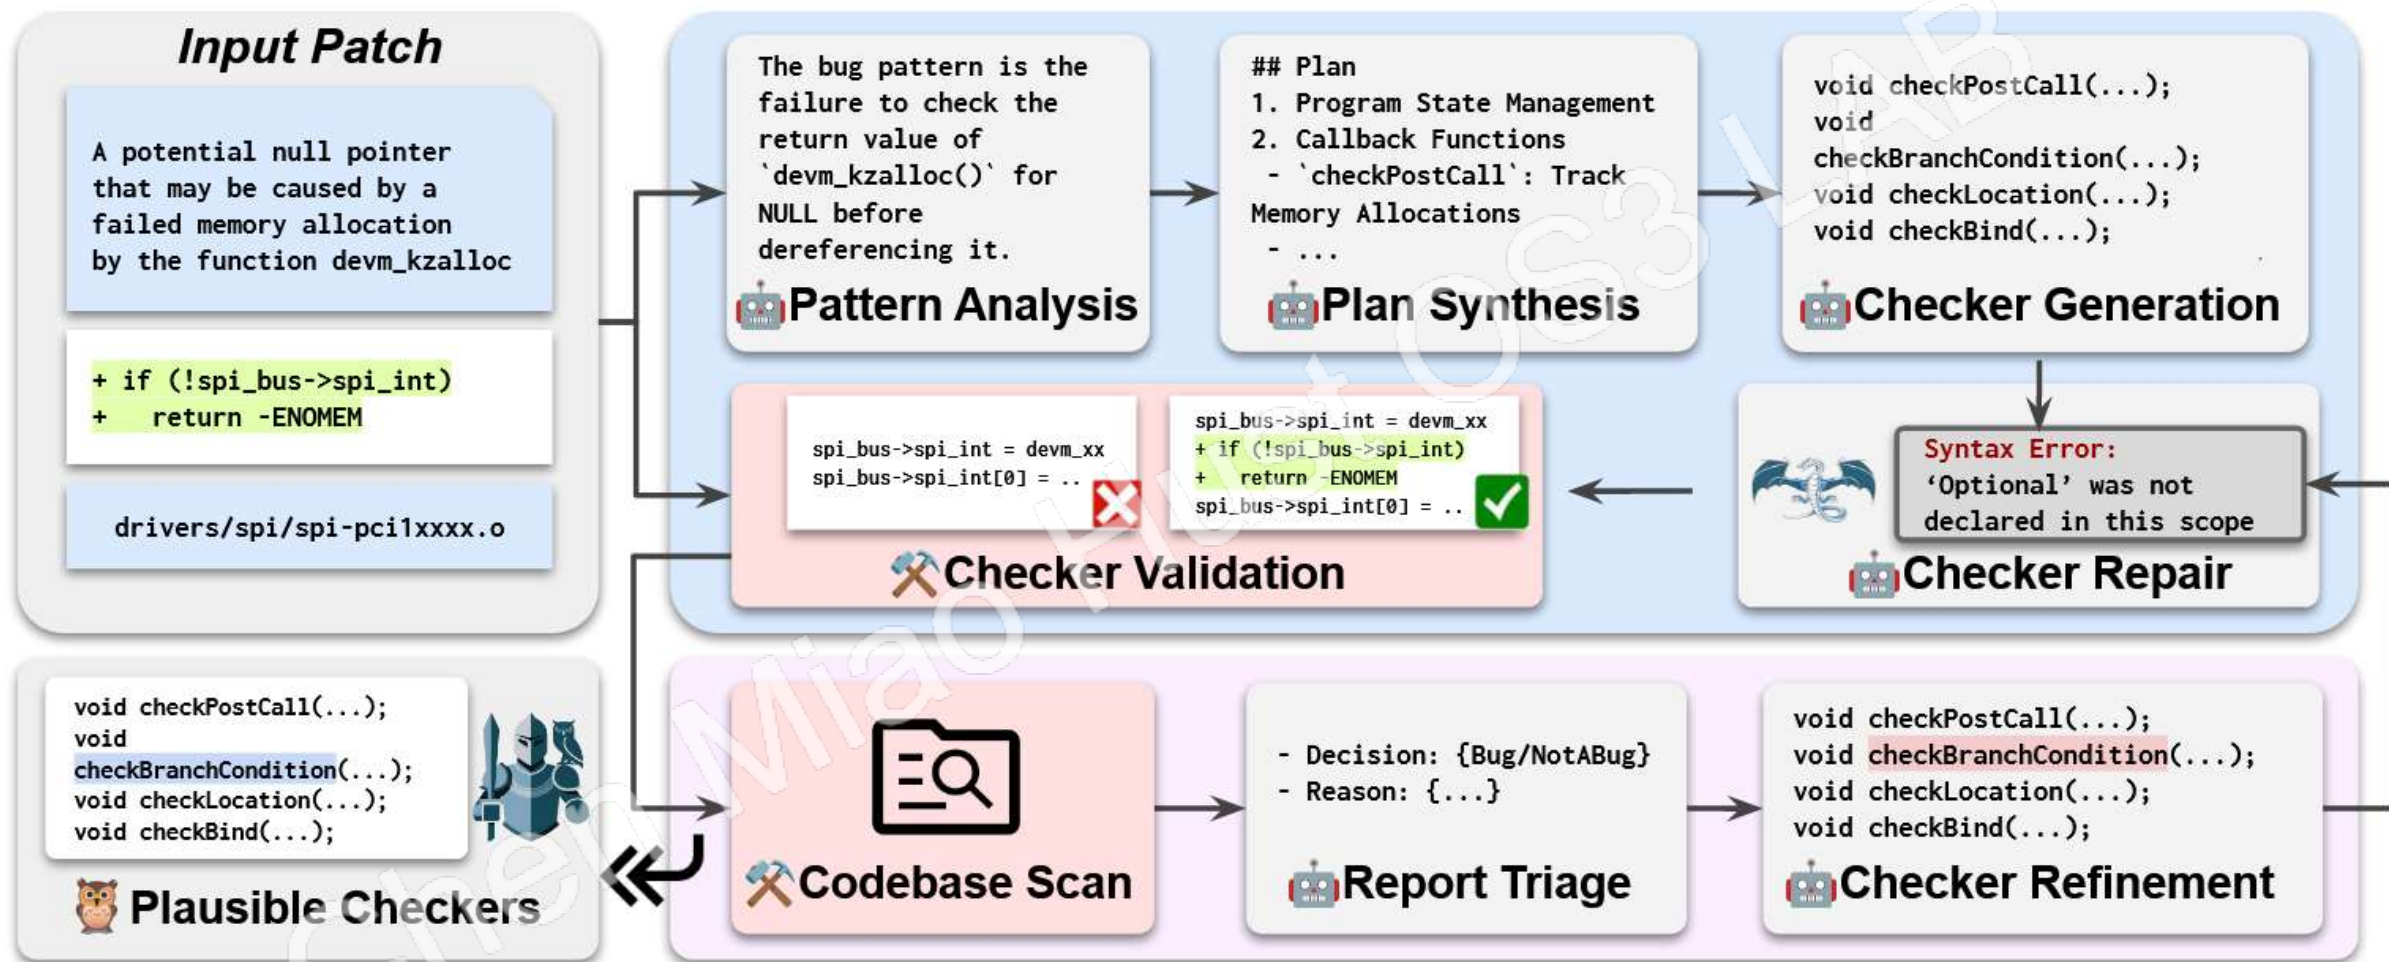 Input Patch
A potential null pointer
that may be caused by a
failed memory allocation
by the function devm_kzalloc
+ if (!spi_bus->spi_int)
+   return -ENOMEM
drivers/spi/spi-pci1xxxx.o
The bug pattern is the
failure to check the
return value of
`devm_kzalloc()` for
NULL before
dereferencing it.
Pattern Analysis
## Plan
1. Program State Management
2. Callback Functions
- `checkPostCall`: Track
Memory Allocations
- ...
Plan Synthesis
void checkPostCall(...);
void
checkBranchCondition(...);
void checkLocation(...);
void checkBind(...);
Checker Generation
Syntax Error:
‘Optional’ was not
declared in this scope
Checker Repair
spi_bus->spi_int = devm_xx
spi_bus->spi_int[0] = ..
spi_bus->spi_int = devm_xx
+ if (!spi_bus->spi_int)
+   return -ENOMEM
spi_bus->spi_int[0] = ..
Checker Validation
Codebase Scan
- Decision: {Bug/NotABug}
- Reason: {...}
Report Triage
void checkPostCall(...);
void checkBranchCondition(...);
void checkLocation(...);
void checkBind(...);
Checker Refinement
void checkPostCall(...);
void
checkBranchCondition(...);
void checkLocation(...);
void checkBind(...);
Plausible Checkers
Chen Miao Hust OS3 LAB